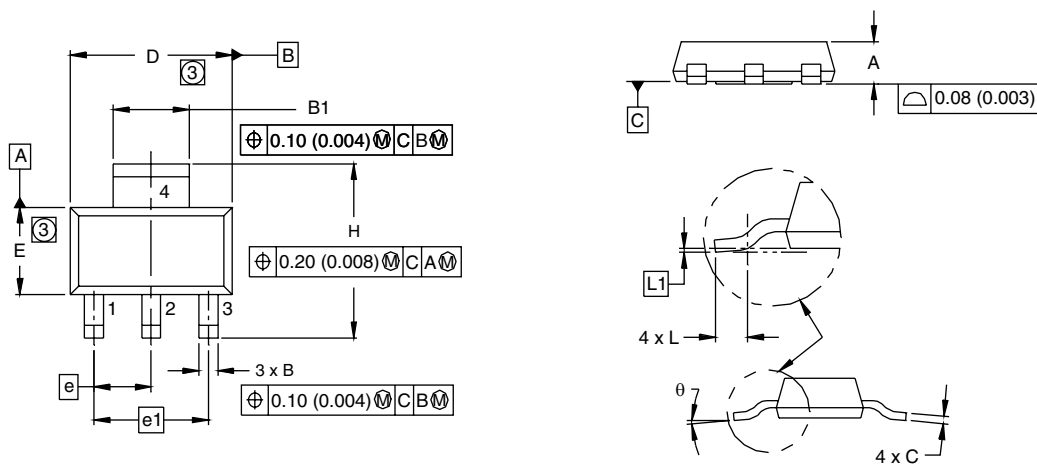 D
B
3
B1
⌖ 0.10 (0.004) Ⓜ C B Ⓜ
A
4
3
E
H
⌖ 0.20 (0.008) Ⓜ C A Ⓜ
1
2
3
3 x B
e
⌖ 0.10 (0.004) Ⓜ C B Ⓜ
e1
A
C
⌓ 0.08 (0.003)
L1
4 x L
θ
4 x C